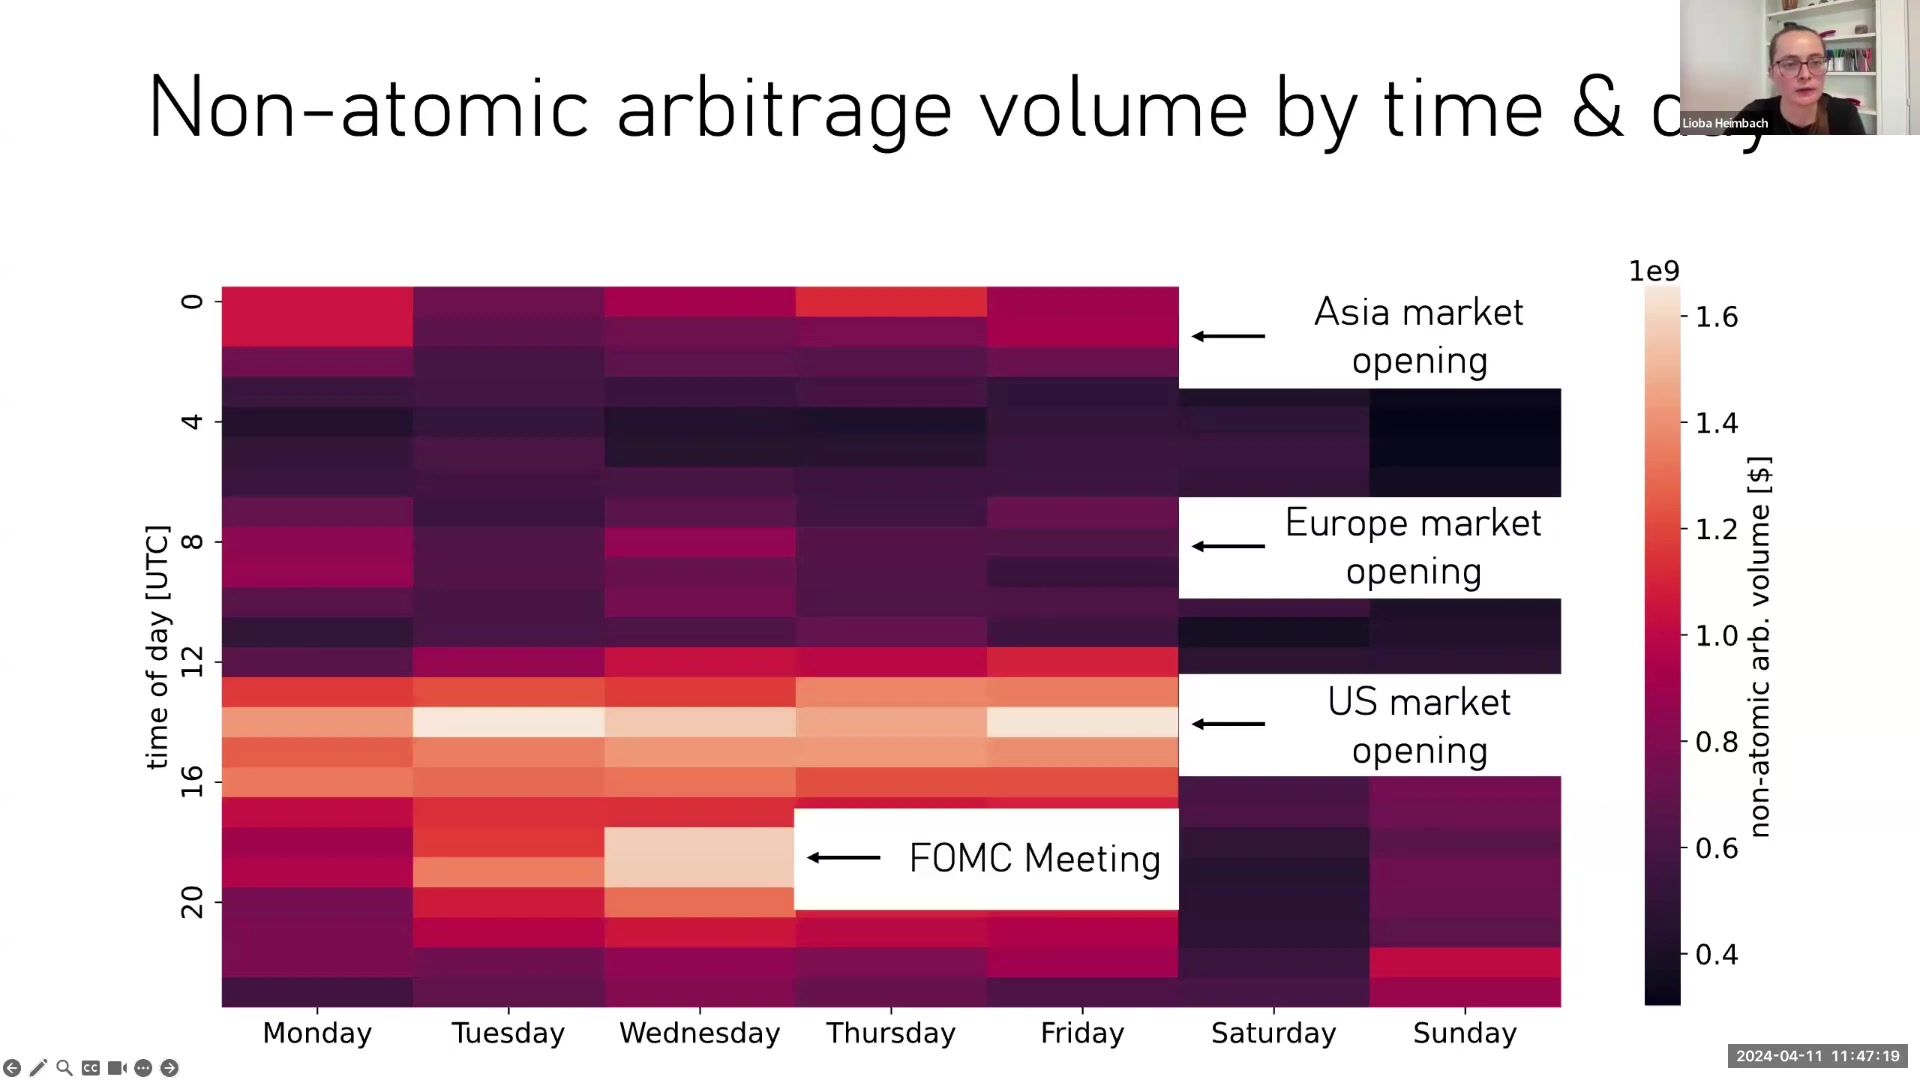 Non-atomic arbitrage volume by time &
Lioba Heimbach
1e9
Asia market
opening
Europe market
opening
US market
opening
FOMC Meeting
time of day [UTC]
0
4
8
12
16
20
Monday Tuesday Wednesday Thursday Friday Saturday Sunday
1.6
1.4
1.2
1.0
0.8
0.6
0.4
non-atomic arb. volume [$]
CC
2024-04-11 11:47:19